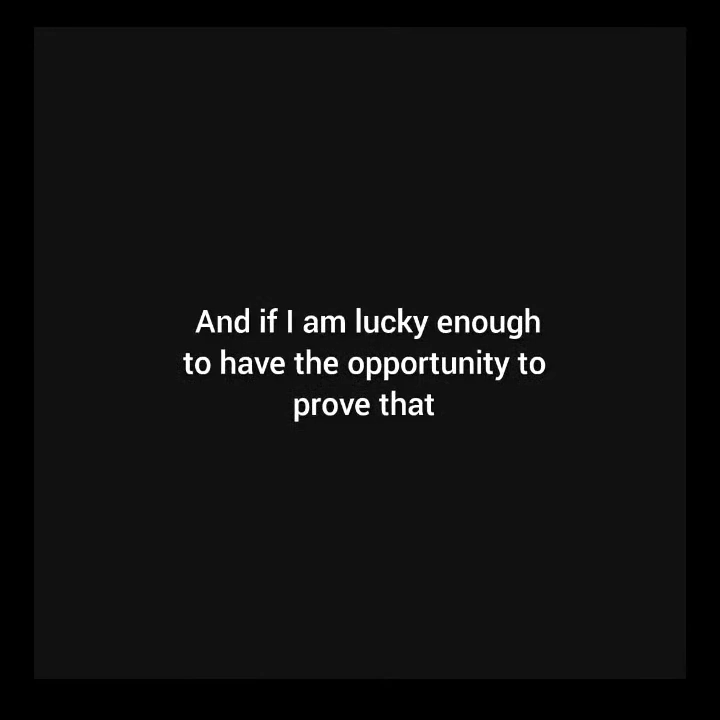 And if I am lucky enough
to have the opportunity to
prove that